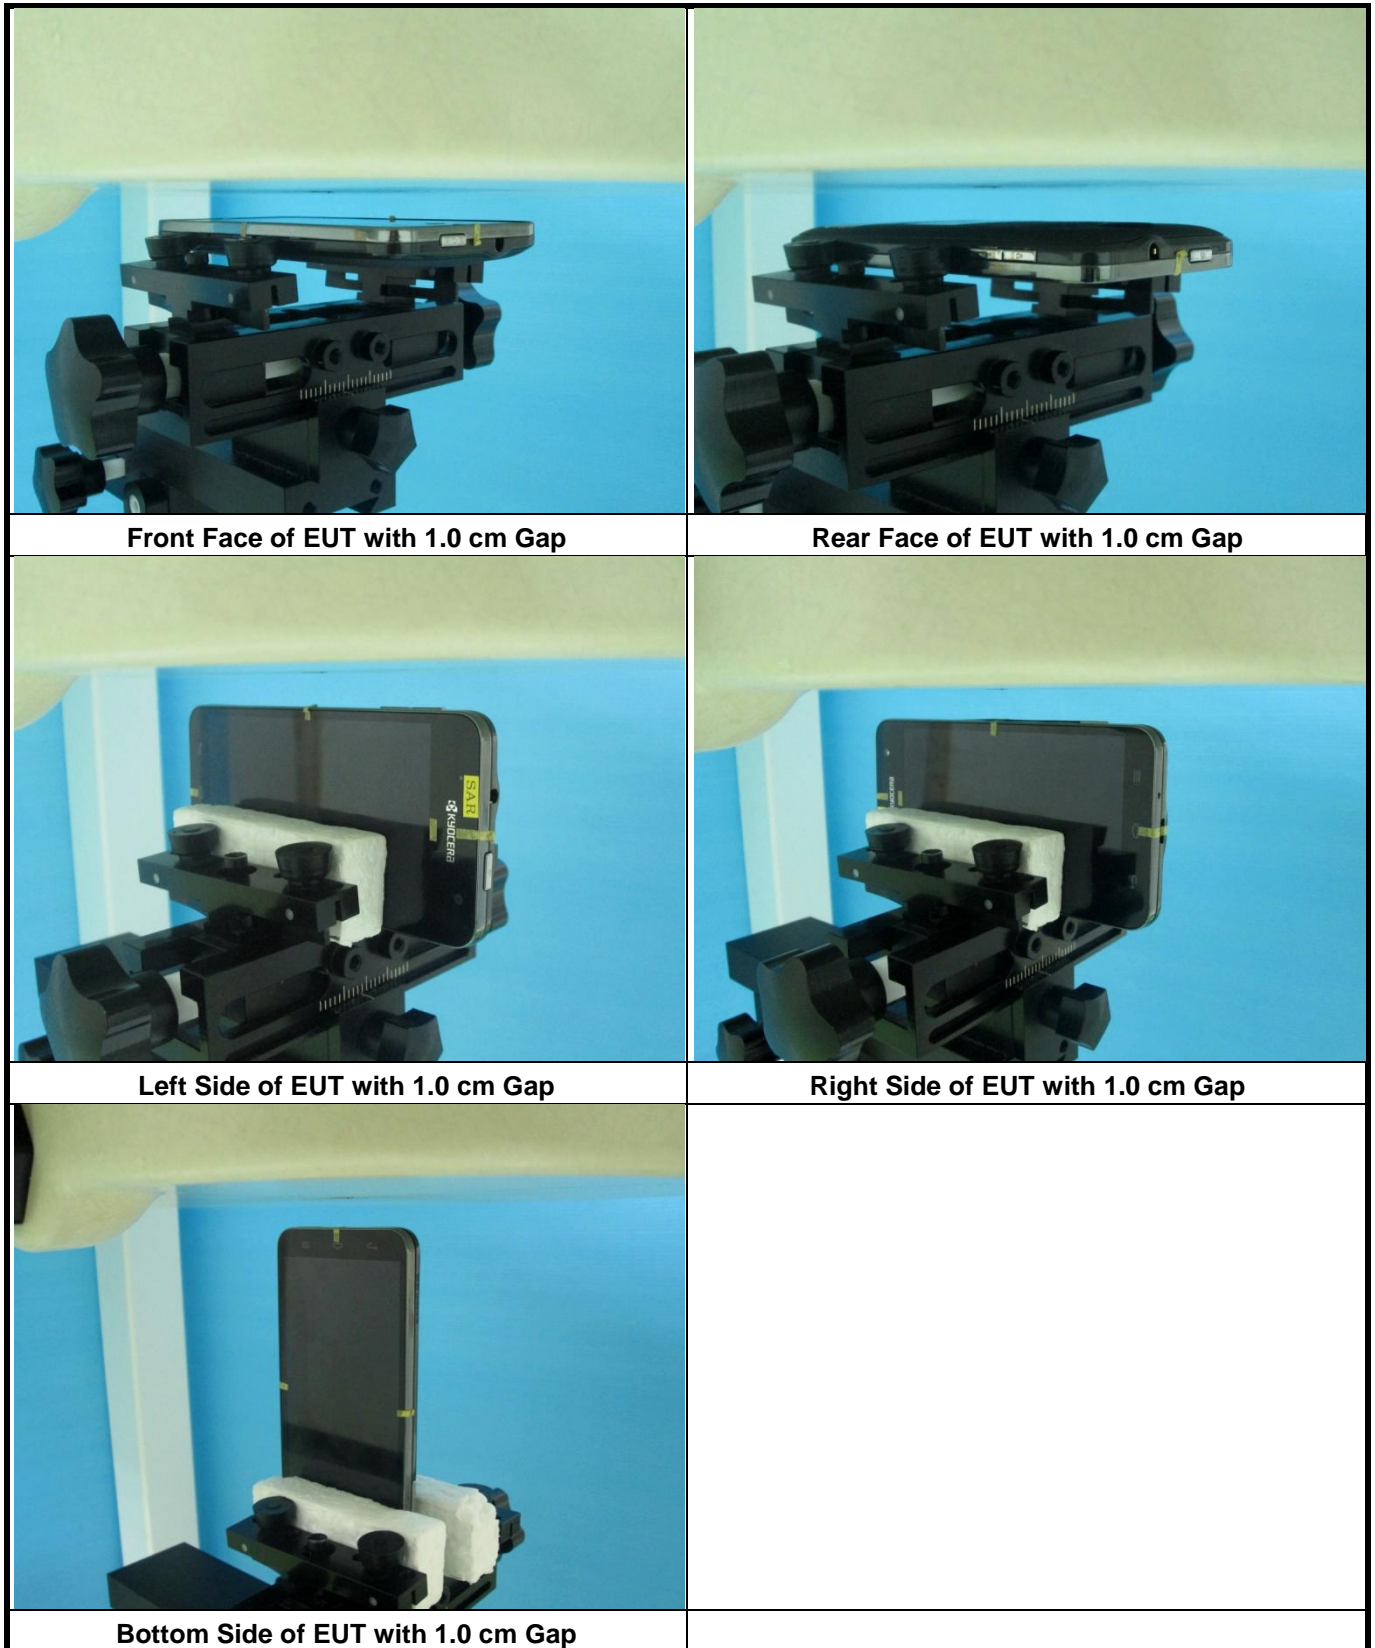 Front Face of EUT with 1.0 cm Gap
Rear Face of EUT with 1.0 cm Gap
SAR
KYOCERA
KYOCERA
Left Side of EUT with 1.0 cm Gap
Right Side of EUT with 1.0 cm Gap
Bottom Side of EUT with 1.0 cm Gap